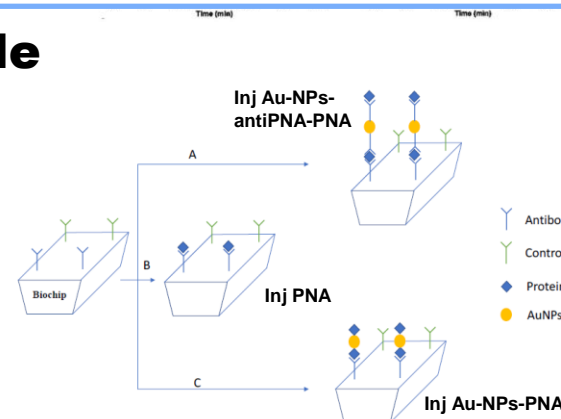 Time (min) Time (min)
le
Inj Au-NPs-
antiPNA-PNA
A
B
Biochip
Inj PNA
Antibo
Contro
Protein
AuNPs
C
Inj Au-NPs-PNA